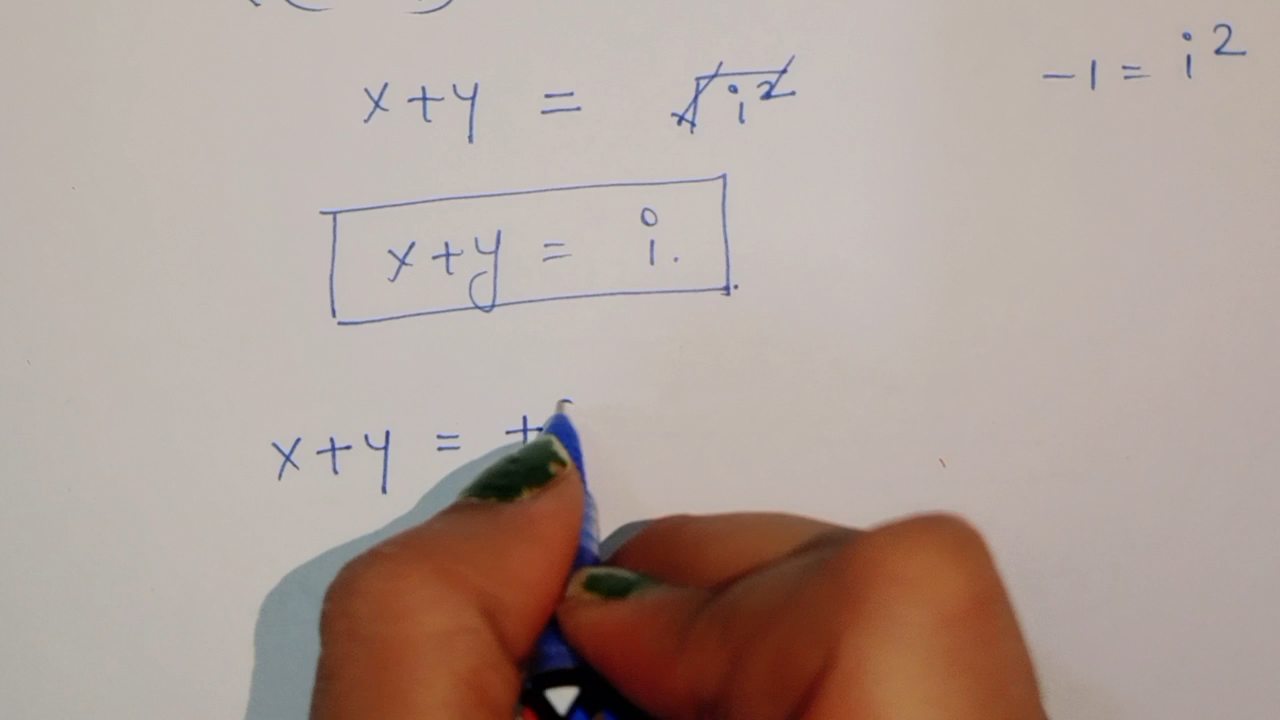 x+y = √i²
-1 = i²
x+y = i.
x+y = +